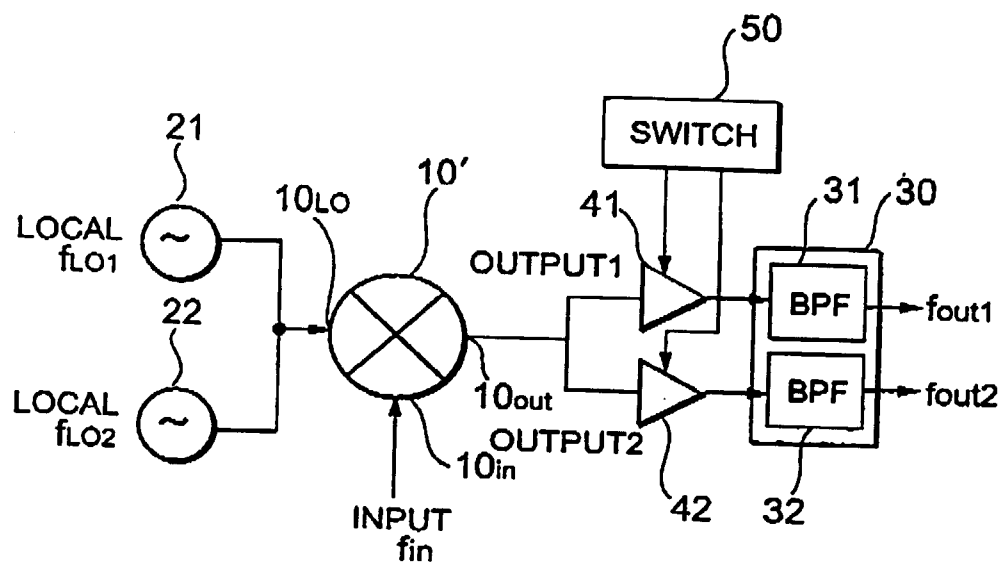 50
SWITCH
21
LOCAL
fLO1
10LO
10′
41
31
30
OUTPUT1
BPF
fout1
22
LOCAL
fLO2
~
~
10out
BPF
fout2
OUTPUT2
10in
42
32
INPUT
fin